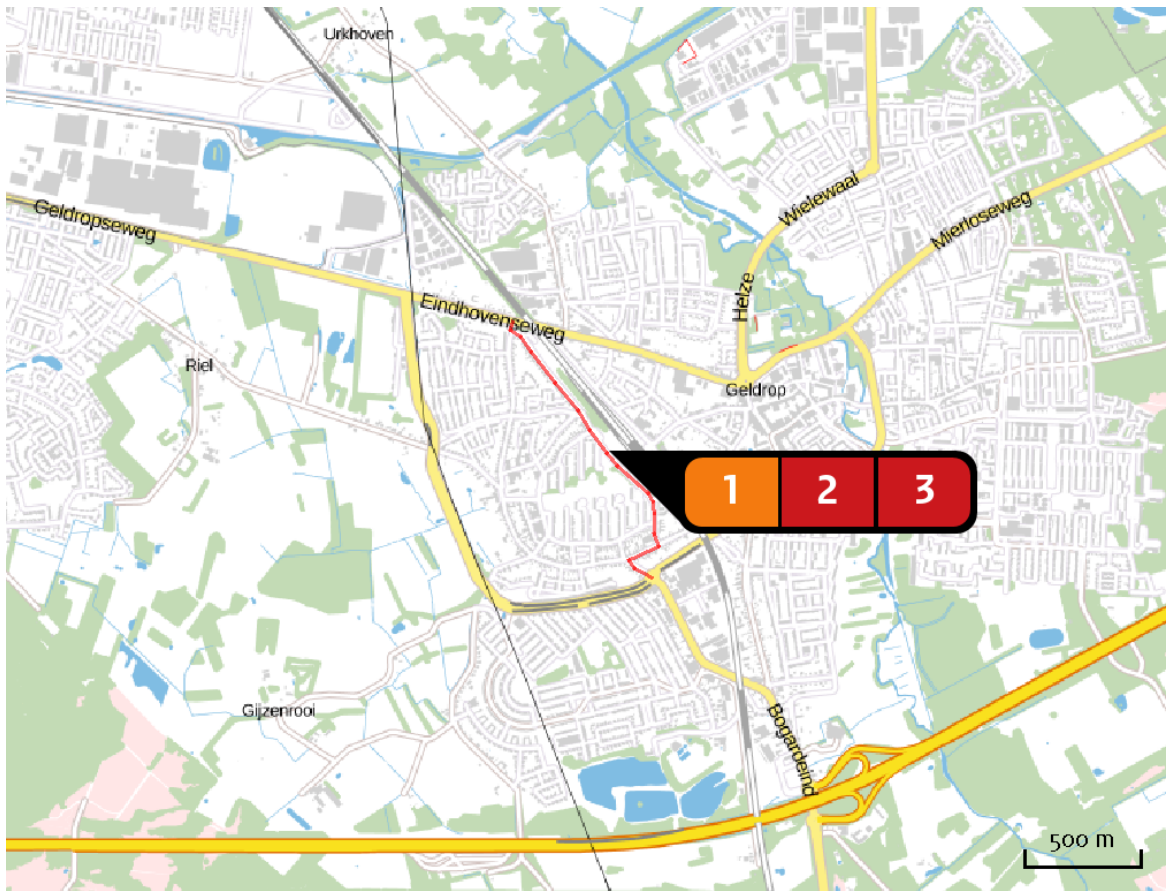 Urkhoven
Geldropseweg
Wielewaal
Mierloseweg
Eindhovenseweg
Helze
Riel
Geldrop
1 2 3
Gijzenrooi
Bogardeind
500 m